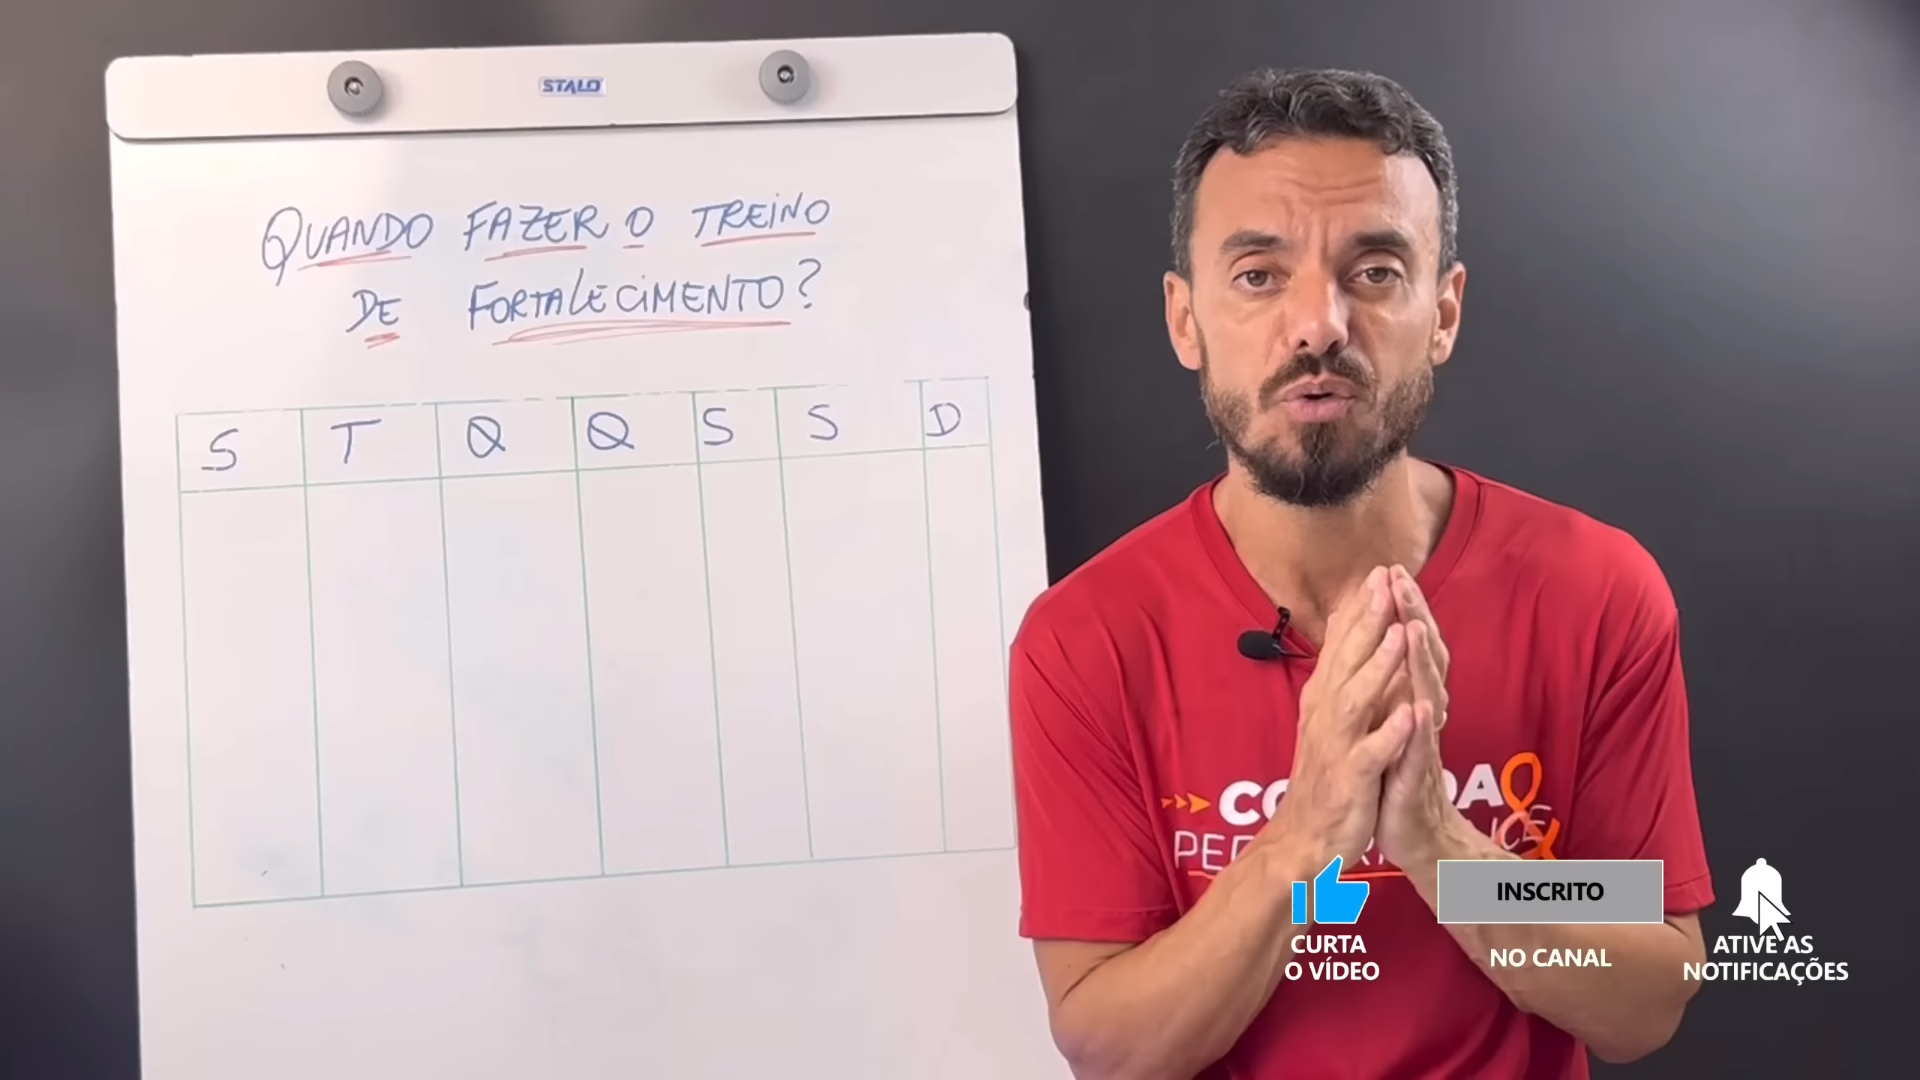 STALO
QUANDO FAZER O TREINO
DE FORTALECIMENTO?
S T Q Q S S D
INSCRITO
CURTA
O VÍDEO
NO CANAL
ATIVE AS
NOTIFICAÇÕES